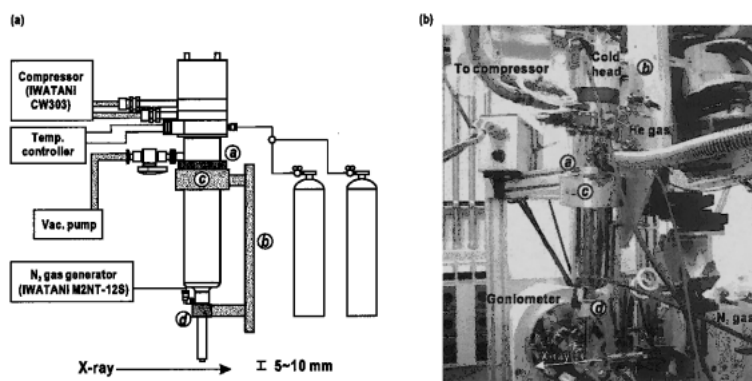 (a)
Compressor
(IWATANI
CW303)
Temp.
controller
a
c
Vac. pump
b
N₂ gas generator
(IWATANI M2NT-12S)
d
X-ray
5~10 mm
(b)
Cold
head
b
To compressor
He gas
a
c
Goniometer
d
N₂ gas
X-ray